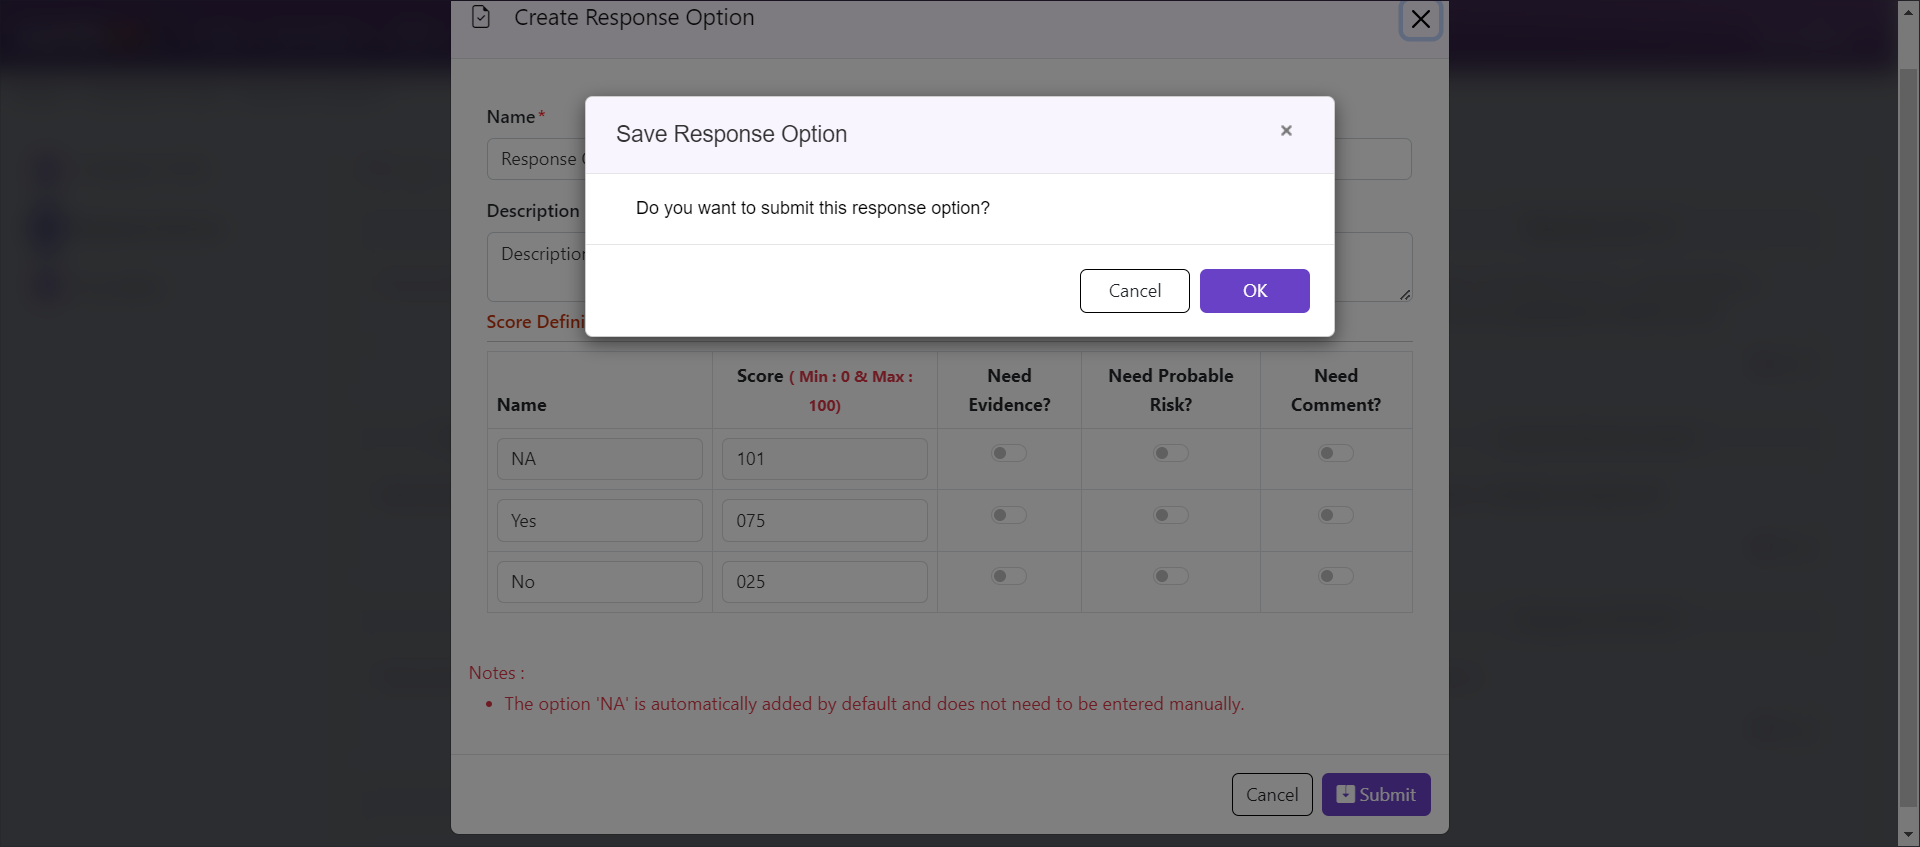 Create Response Option
Save Response Option
×
Do you want to submit this response option?
Cancel
OK
Name*
Response
Description
Description
Score
Name
Score ( Min : 0 & Max :
100)
Need
Evidence?
Need Probable
Risk?
Need
Comment?
NA
101
Yes
075
No
025
Notes :
• The option 'NA' is automatically added by default and does not need to be entered manually.
Cancel
Submit